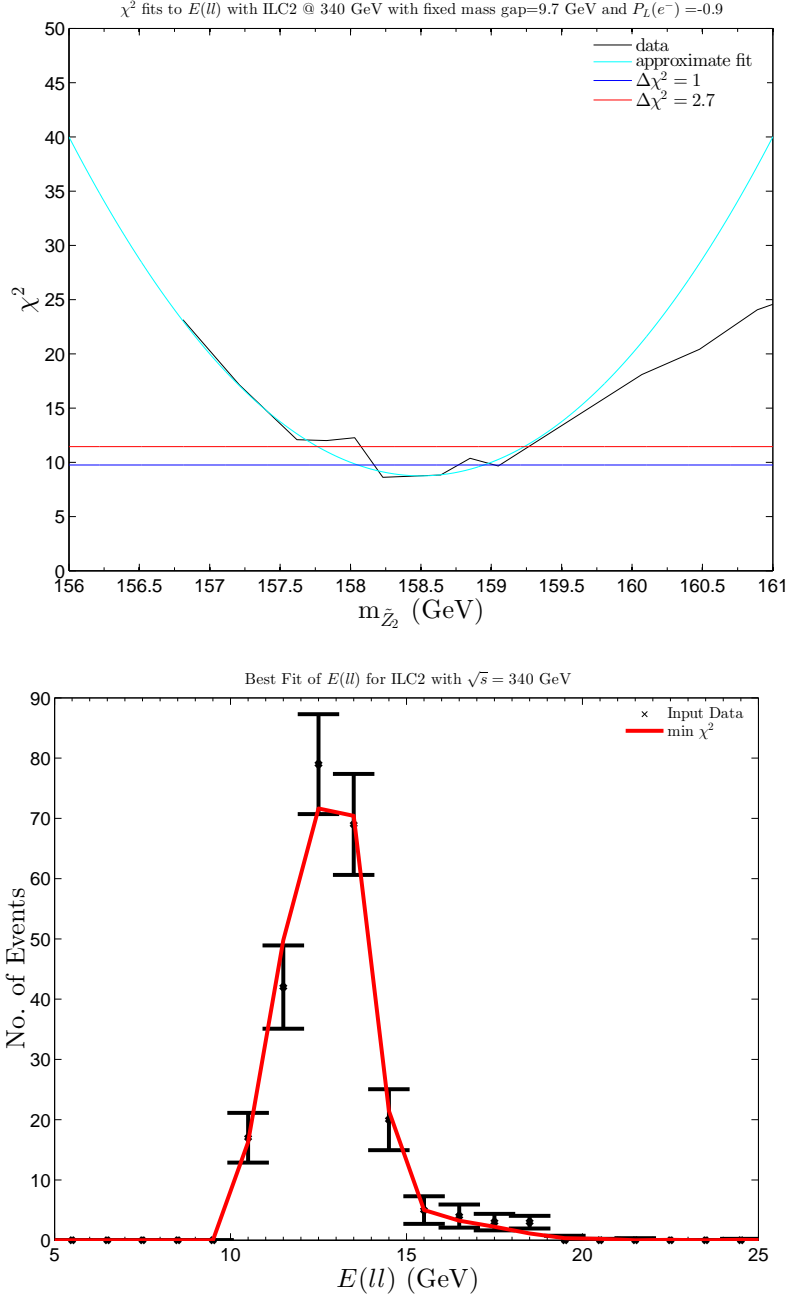 χ² fits to E(ll) with ILC2 @ 340 GeV with fixed mass gap=9.7 GeV and P_L(e⁻) =-0.9
50
45
40
35
30
25
20
15
10
5
0
χ²
data
approximate fit
Δχ² = 1
Δχ² = 2.7
156 156.5 157 157.5 158 158.5 159 159.5 160 160.5 161
m_{Z̃₂} (GeV)
Best Fit of E(ll) for ILC2 with √s = 340 GeV
90
80
70
60
50
40
30
20
10
0
No. of Events
Input Data
min χ²
5 10 15 20 25
E(ll) (GeV)